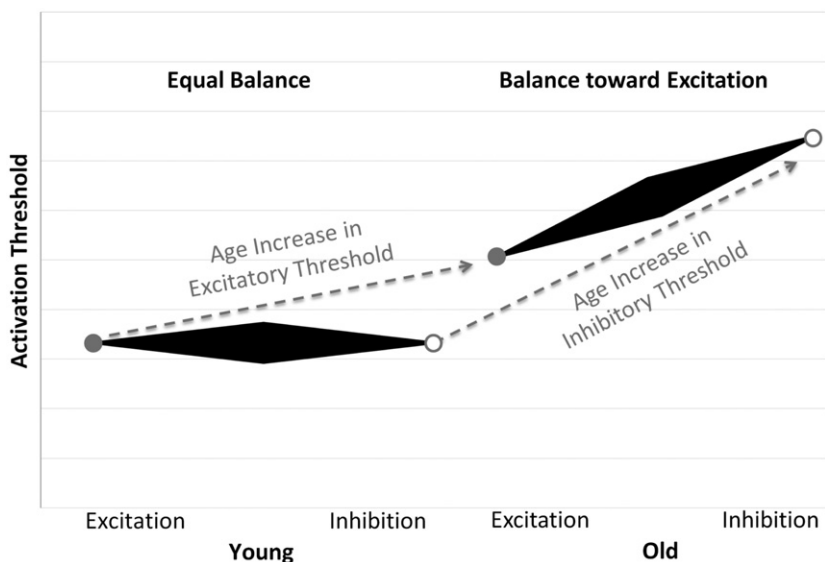 Equal Balance
Balance toward Excitation
Activation Threshold
Age Increase in
Excitatory Threshold
Age Increase in
Inhibitory Threshold
Excitation
Inhibition
Excitation
Inhibition
Young
Old